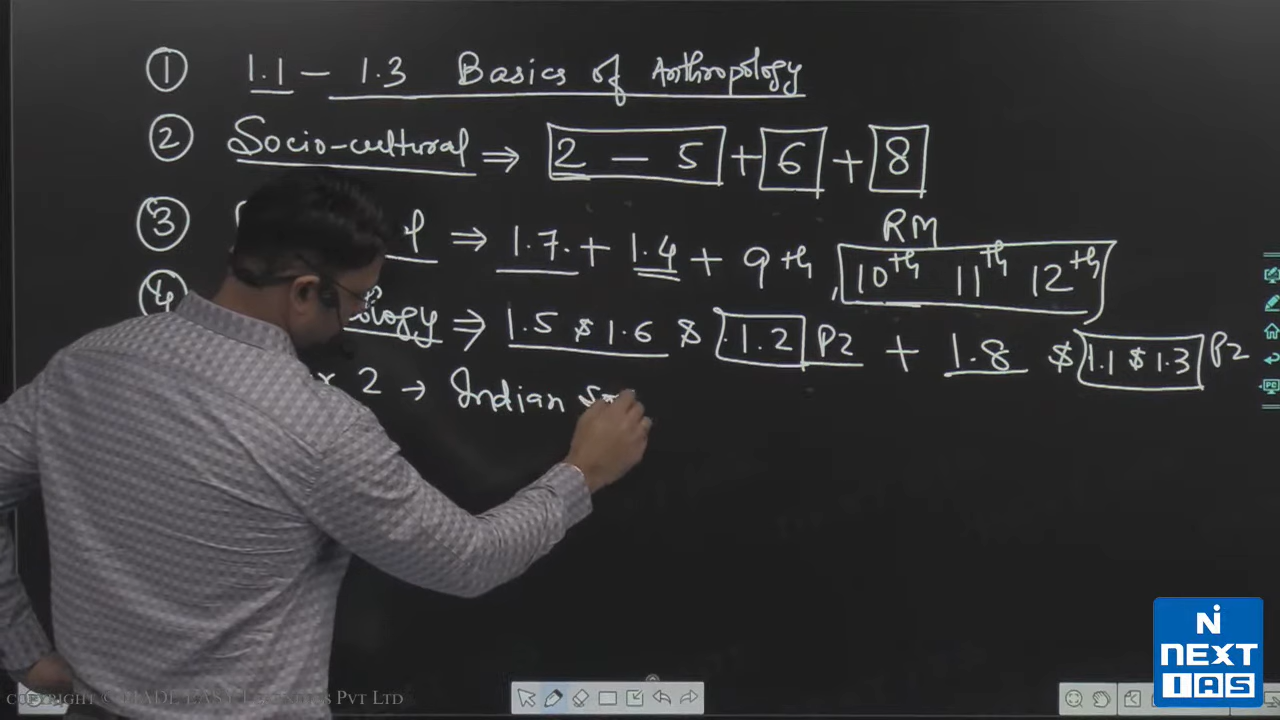 ① 1.1 – 1.3 Basics of Anthropology
② Socio-cultural ⇒ 2 – 5 + 6 + 8
RM
③ ⇒ 1.7. + 1.4 + 9th, 10th 11th 12th
④ ⇒ 1.5 $ 1.6 $ 1.2 P2 + 1.8 $ 1.1 $ 1.3 P2
2 → Indian
N
NEXT
IAS
PVT LTD